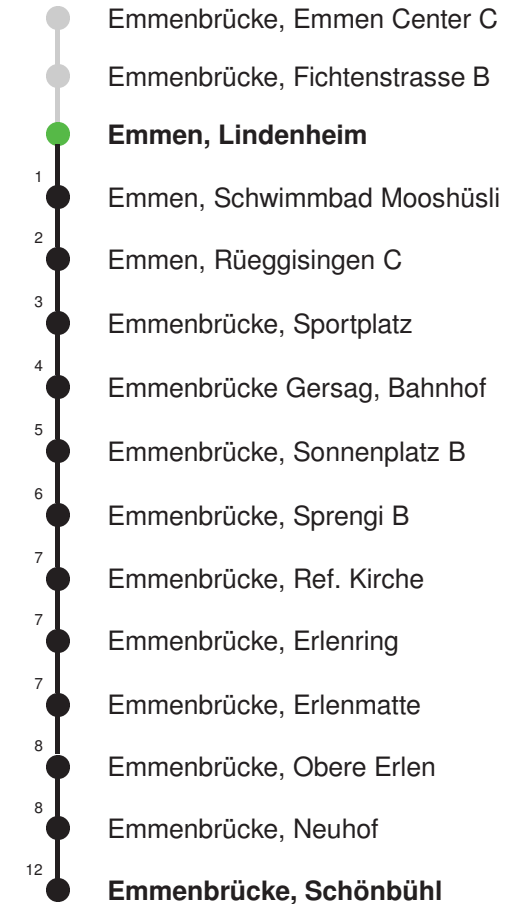 Emmenbrücke, Emmen Center C
Emmenbrücke, Fichtenstrasse B
Emmen, Lindenheim
1 Emmen, Schwimmbad Mooshüsli
2 Emmen, Rüeggisingen C
3 Emmenbrücke, Sportplatz
4 Emmenbrücke Gersag, Bahnhof
5 Emmenbrücke, Sonnenplatz B
6 Emmenbrücke, Sprengi B
7 Emmenbrücke, Ref. Kirche
7 Emmenbrücke, Erlenring
7 Emmenbrücke, Erlenmatte
8 Emmenbrücke, Obere Erlen
8 Emmenbrücke, Neuhof
12 Emmenbrücke, Schönbühl